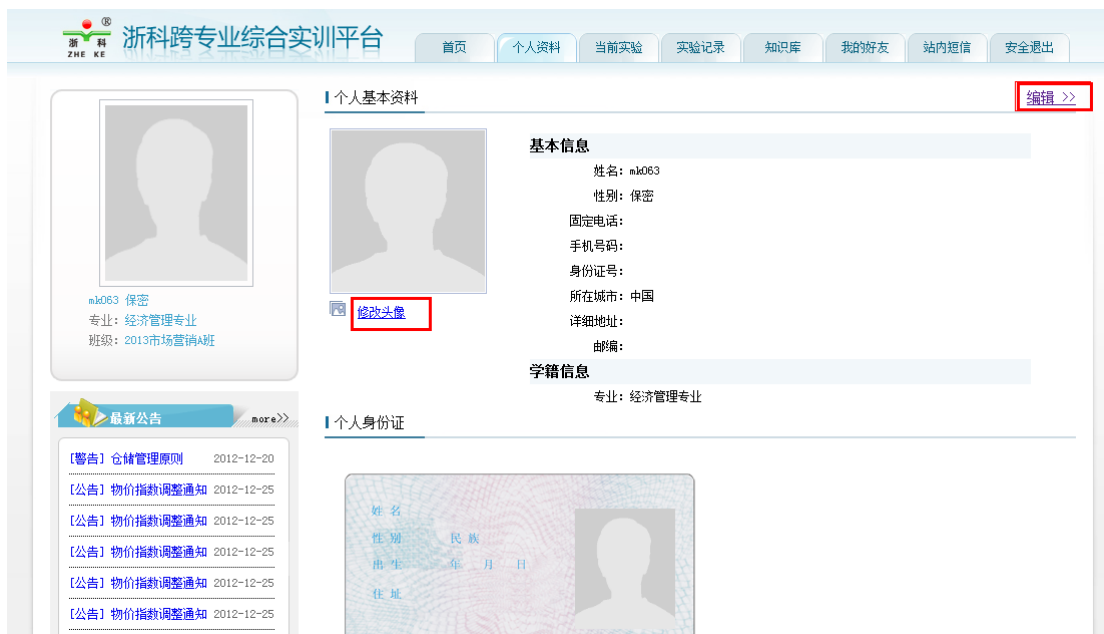 浙 科 ®
ZHE KE
浙科跨专业综合实训平台
首页 个人资料 当前实验 实验记录 知识库 我的好友 站内短信 安全退出
mk063 保密
专业：经济管理专业
班级：2013市场营销A班
最新公告 more>>
[警告] 仓储管理原则 2012-12-20
[公告] 物价指数调整通知 2012-12-25
[公告] 物价指数调整通知 2012-12-25
[公告] 物价指数调整通知 2012-12-25
[公告] 物价指数调整通知 2012-12-25
[公告] 物价指数调整通知 2012-12-25
个人基本资料 编辑 >>
修改头像
基本信息
姓名：mk063
性别：保密
固定电话：
手机号码：
身份证号：
所在城市：中国
详细地址：
邮编：
学籍信息
专业：经济管理专业
个人身份证
姓 名
性 别 民 族
出 生 年 月 日
住 址